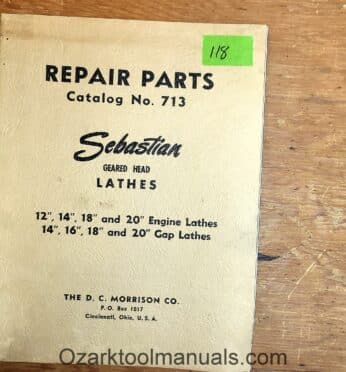 118
REPAIR PARTS
Catalog No. 713
Sebastian
GEARED HEAD
LATHES
12", 14", 18" and 20" Engine Lathes
14", 16", 18" and 20" Gap Lathes
THE D. C. MORRISON CO.
P. O. Box 1017
Cincinnati, Ohio, U. S. A.
Ozarktoolmanuals.com